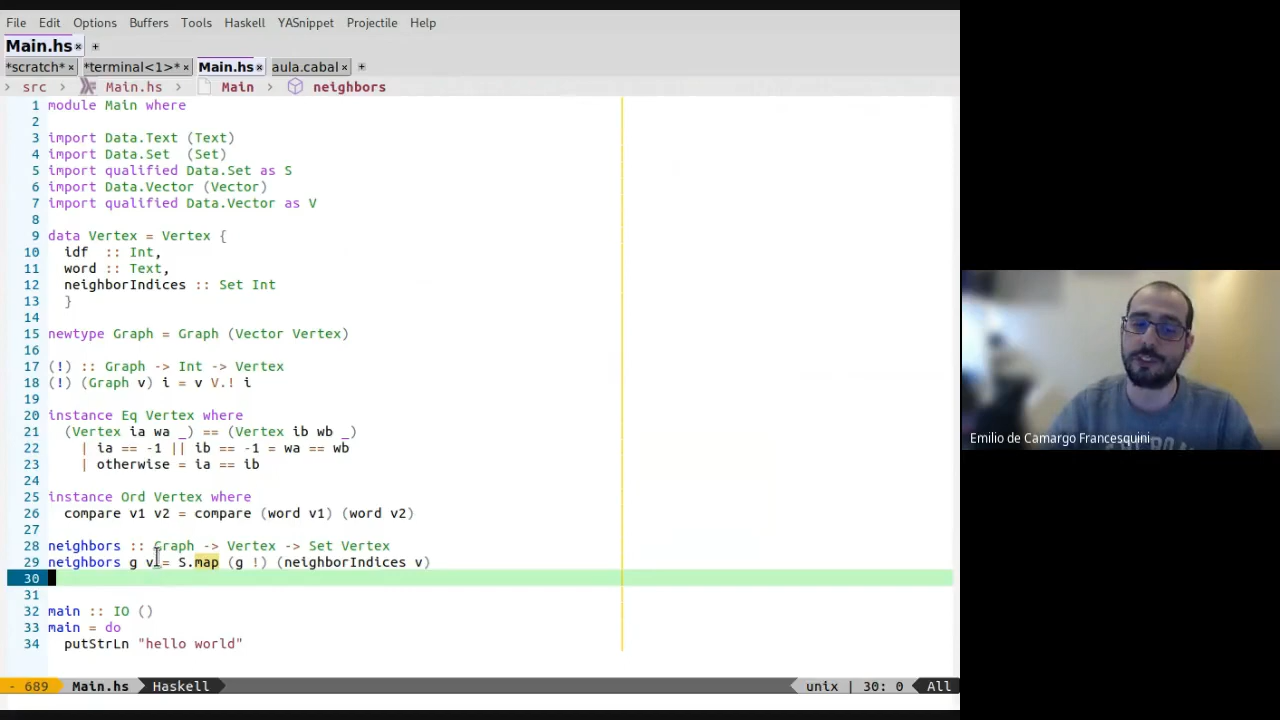 File Edit Options Buffers Tools Haskell YASnippet Projectile Help
Main.hs× +
*scratch*× *terminal<1>*× Main.hs× aula.cabal× +
> src > Main.hs > Main > neighbors
1 module Main where
2
3 import Data.Text (Text)
4 import Data.Set  (Set)
5 import qualified Data.Set as S
6 import Data.Vector (Vector)
7 import qualified Data.Vector as V
8
9 data Vertex = Vertex {
10   idf  :: Int,
11   word :: Text,
12   neighborIndices :: Set Int
13   }
14
15 newtype Graph = Graph (Vector Vertex)
16
17 (!) :: Graph -> Int -> Vertex
18 (!) (Graph v) i = v V.! i
19
20 instance Eq Vertex where
21   (Vertex ia wa _) == (Vertex ib wb _)
22     | ia == -1 || ib == -1 = wa == wb
23     | otherwise = ia == ib
24
25 instance Ord Vertex where
26   compare v1 v2 = compare (word v1) (word v2)
27
28 neighbors :: Graph -> Vertex -> Set Vertex
29 neighbors g v = S.map (g !) (neighborIndices v)
30
31
32 main :: IO ()
33 main = do
34   putStrLn "hello world"
- 689 Main.hs Haskell unix | 30: 0 All
Emilio de Camargo Francesquini